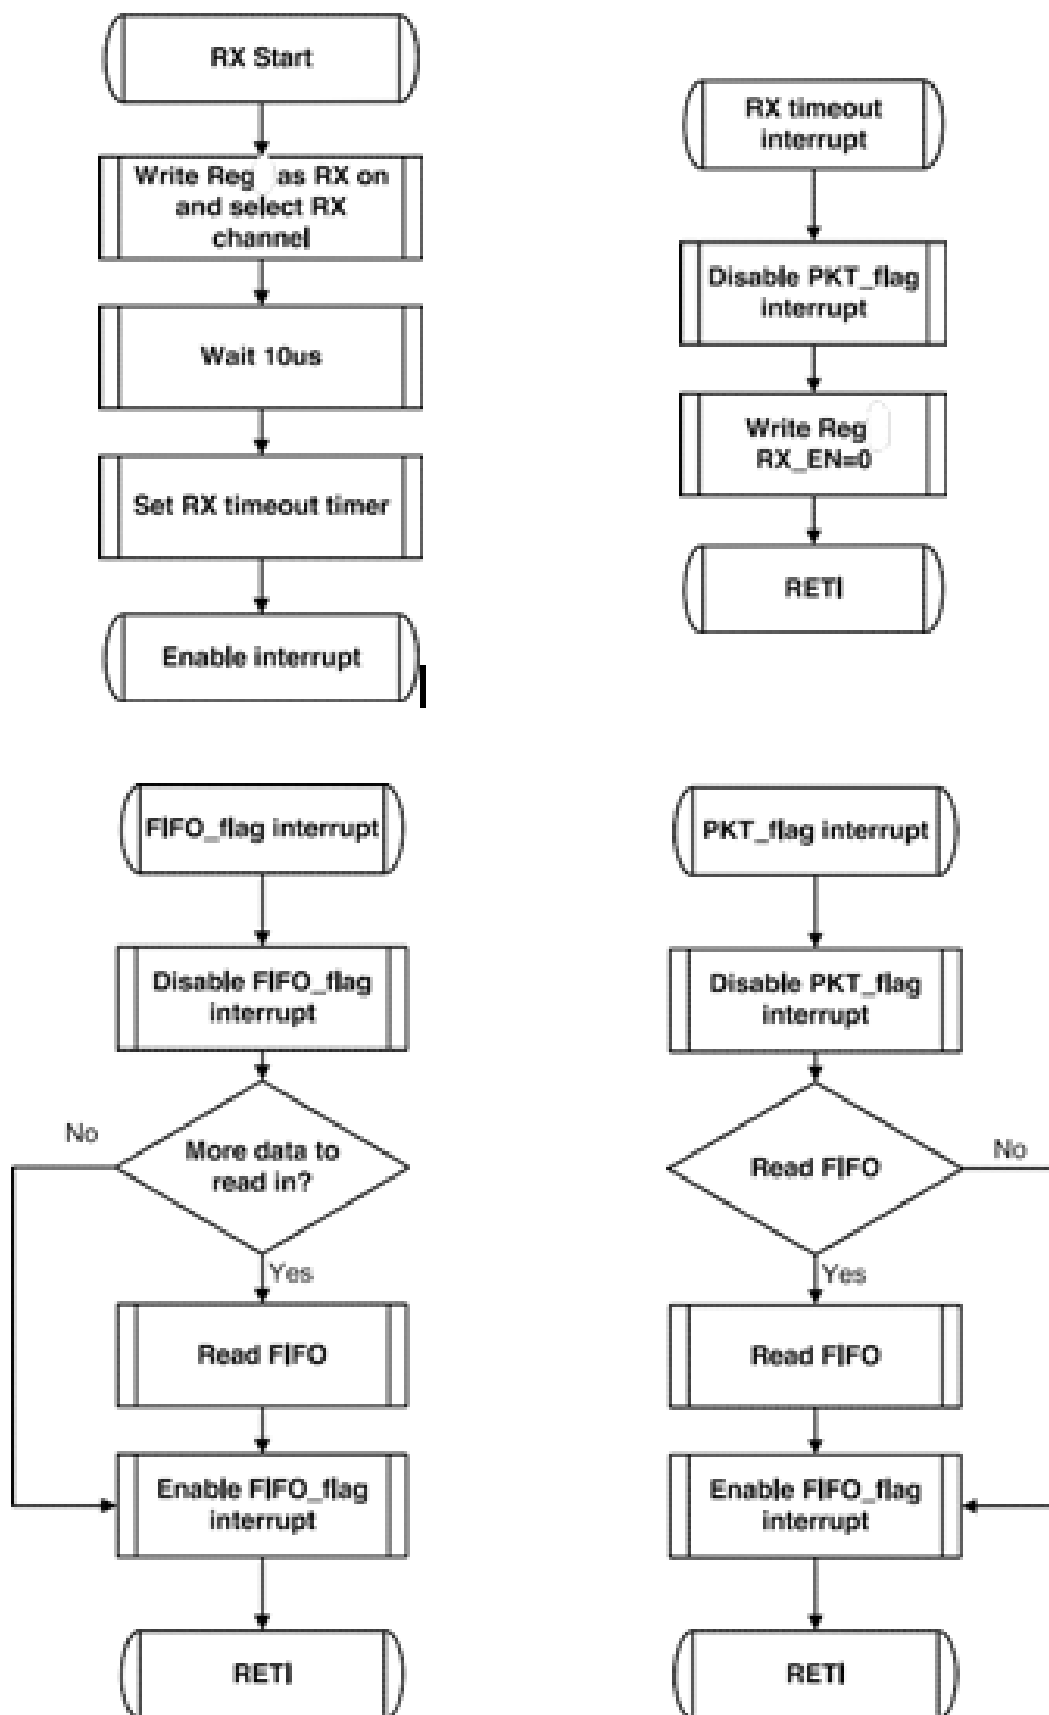 RX Start
Write Reg as RX on
and select RX
channel
Wait 10us
Set RX timeout timer
Enable interrupt
RX timeout
interrupt
Disable PKT_flag
interrupt
Write Reg
RX_EN=0
RETI
FIFO_flag interrupt
Disable FIFO_flag
interrupt
No
More data to
read in?
Yes
Read FIFO
Enable FIFO_flag
interrupt
RETI
PKT_flag interrupt
Disable PKT_flag
interrupt
Read FIFO
No
Yes
Read FIFO
Enable FIFO_flag
interrupt
RETI